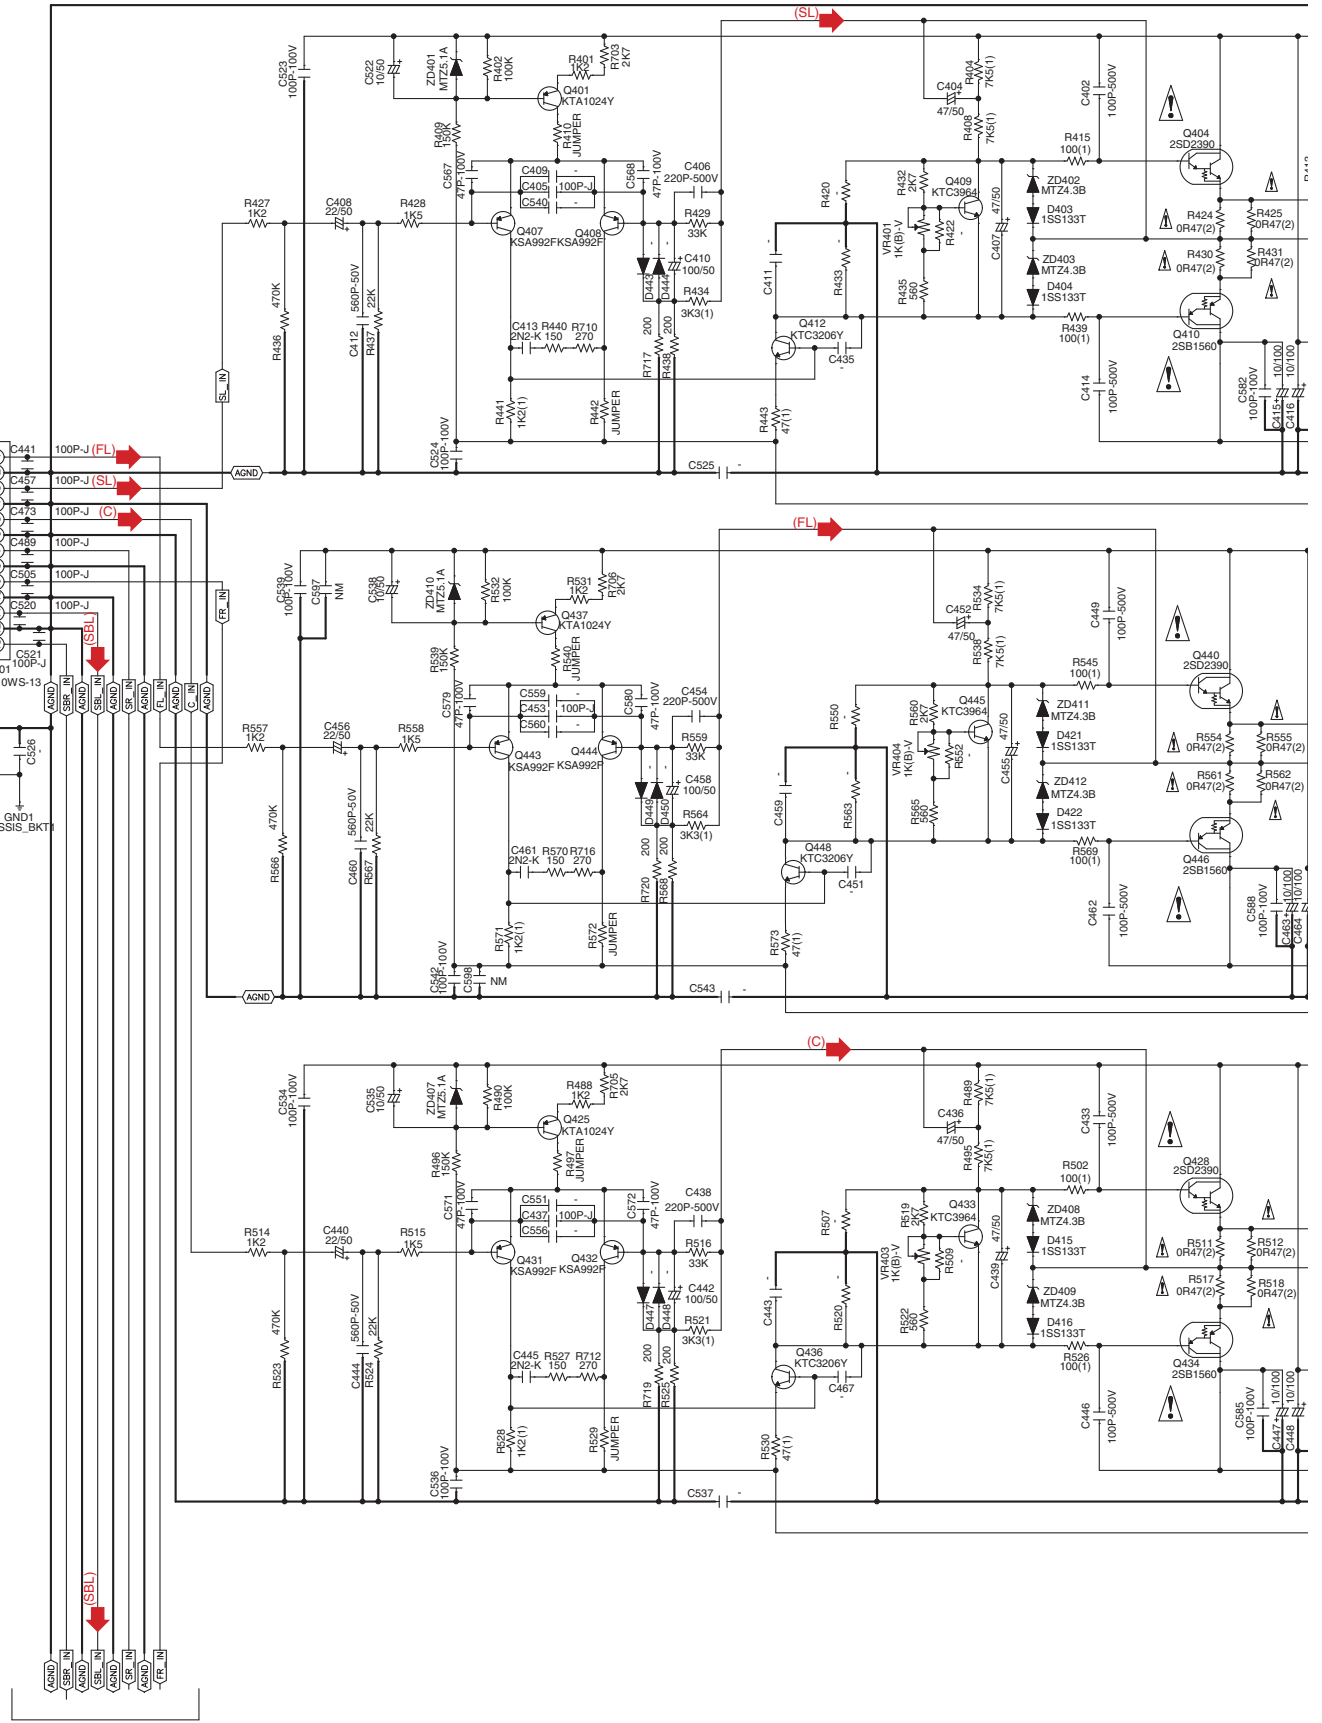 (SL)
C523
100P-100V
C522
10/50
ZD401
MTZ5.1A
R402
100K
R401
1K2
R703
2K7
Q401
KTA1024Y
R409
150K
R410
JUMPER
C404
47/50
R404
7K5(1)
R408
7K5(1)
C402
100P-500V
Q404
2SD2390
R415
100(1)
C567
47P-100V
C409
-
C405
100P-J
C540
-
C568
47P-100V
C406
220P-500V
R420
-
R432
2K7
Q409
KTC3964
47/50
C407
ZD402
MTZ4.3B
D403
1SS133T
R427
1K2
C408
22/50
R428
1K5
Q407
KSA992F
Q408
KSA992F
R429
33K
VR401
1K(B)-V
R422
-
R424
0R47(2)
R425
0R47(2)
R430
0R47(2)
R431
0R47(2)
D443
D444
C410
100/50
R434
3K3(1)
C411
-
R433
-
R435
560
ZD403
MTZ4.3B
D404
1SS133T
470K
R436
560P-50V
C412
22K
R437
C413
2N2-K
R440
150
R710
270
200
R717
200
R438
Q412
KTC3206Y
C435
-
R439
100(1)
Q410
2SB1560
SL_IN
R441
1K2(1)
R442
JUMPER
R443
47(1)
C414
100P-500V
C582
100P-100V
10/100
C415
10/100
C416
C524
100P-100V
C525
-
AGND
C441
100P-J
(FL)
C457
100P-J
(SL)
C473
100P-J
(C)
C489
100P-J
C505
100P-J
C520
100P-J
C521
100P-J
01
0WS-13
(SBL)
FR_IN
AGND
SBR_IN
AGND
SBL_IN
AGND
SR_IN
AGND
FL_IN
AGND
C_IN
AGND
C526
-
GND1
SSIS_BKT1
(FL)
C539
100P-100V
C597
NM
C538
10/50
ZD410
MTZ5.1A
R532
100K
R531
1K2
R706
2K7
Q437
KTA1024Y
R539
150K
R540
JUMPER
C452
47/50
R534
7K5(1)
R538
7K5(1)
C449
100P-500V
Q440
2SD2390
R545
100(1)
C579
47P-100V
C559
-
C453
100P-J
C560
-
C580
47P-100V
C454
220P-500V
R550
-
R560
2K7
Q445
KTC3964
47/50
C455
ZD411
MTZ4.3B
D421
1SS133T
R557
1K2
C456
22/50
R558
1K5
Q443
KSA992F
Q444
KSA992F
R559
33K
VR404
1K(B)-V
R552
-
R554
0R47(2)
R555
0R47(2)
R561
0R47(2)
R562
0R47(2)
D449
D450
C458
100/50
R564
3K3(1)
C459
-
R563
-
R565
560
ZD412
MTZ4.3B
D422
1SS133T
470K
R566
560P-50V
C460
22K
R567
C461
2N2-K
R570
150
R716
270
200
R720
200
R568
Q448
KTC3206Y
C451
-
R569
100(1)
Q446
2SB1560
R571
1K2(1)
R572
JUMPER
R573
47(1)
C462
100P-500V
C588
100P-100V
10/100
C463
10/100
C464
C542
100P-100V
C598
NM
C543
-
AGND
(C)
C534
100P-100V
C535
10/50
ZD407
MTZ5.1A
R490
100K
R488
1K2
R705
2K7
Q425
KTA1024Y
R496
150K
R497
JUMPER
C436
47/50
R489
7K5(1)
R495
7K5(1)
C433
100P-500V
Q428
2SD2390
R502
100(1)
C571
47P-100V
C551
-
C437
100P-J
C556
-
C572
47P-100V
C438
220P-500V
R507
-
R519
2K7
Q433
KTC3964
47/50
C439
ZD408
MTZ4.3B
D415
1SS133T
R514
1K2
C440
22/50
R515
1K5
Q431
KSA992F
Q432
KSA992F
R516
33K
VR403
1K(B)-V
R509
-
R511
0R47(2)
R512
0R47(2)
R517
0R47(2)
R518
0R47(2)
D447
D448
C442
100/50
R521
3K3(1)
C443
-
R520
-
R522
560
ZD409
MTZ4.3B
D416
1SS133T
470K
R523
560P-50V
C444
22K
R524
C445
2N2-K
R527
150
R712
270
200
R719
200
R525
Q436
KTC3206Y
C467
-
R526
100(1)
Q434
2SB1560
R528
1K2(1)
R529
JUMPER
R530
47(1)
C446
100P-500V
C585
100P-100V
10/100
C447
10/100
C448
C536
100P-100V
C537
-
(SBL)
AGND
SBR_IN
AGND
SBL_IN
AGND
SR_IN
AGND
FR_IN